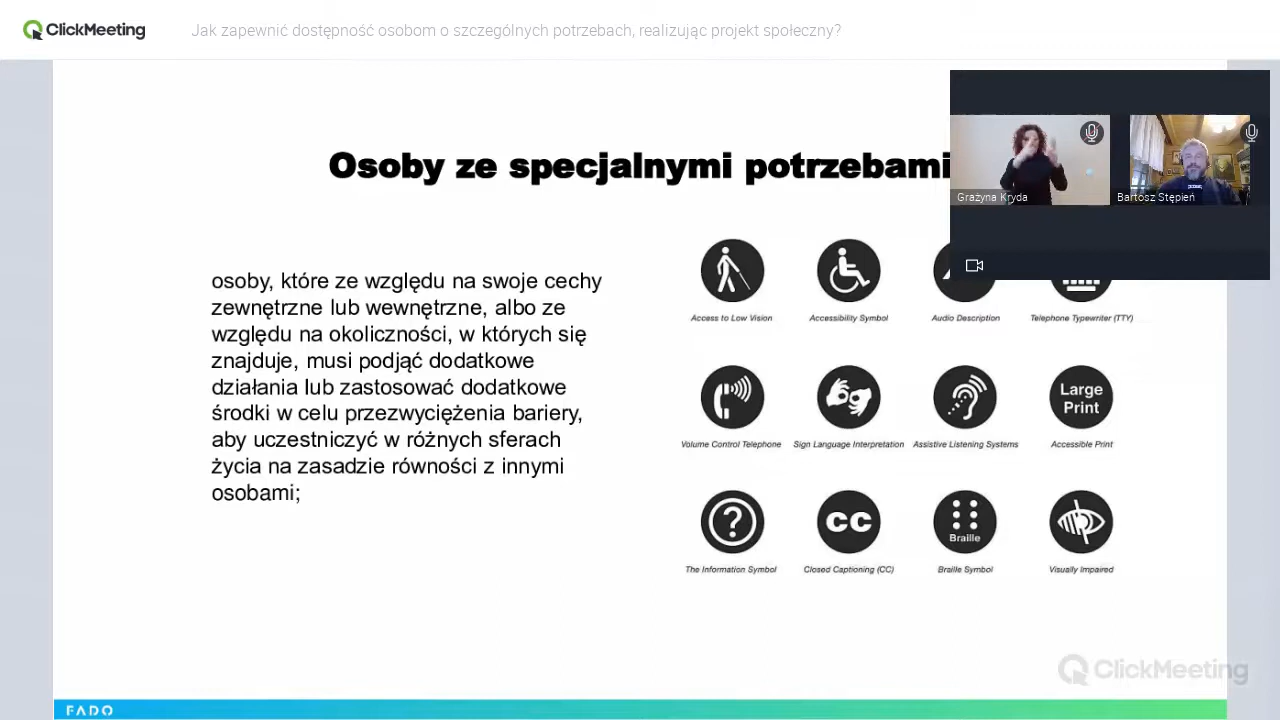 ClickMeeting
Jak zapewnić dostępność osobom o szczególnych potrzebach, realizując projekt społeczny?
Osoby ze specjalnymi potrzebami
Grażyna Kryda
Bartosz Stępień
osoby, które ze względu na swoje cechy
zewnętrzne lub wewnętrzne, albo ze
względu na okoliczności, w których się
znajduje, musi podjąć dodatkowe
działania lub zastosować dodatkowe
środki w celu przezwyciężenia bariery,
aby uczestniczyć w różnych sferach
życia na zasadzie równości z innymi
osobami;
Access to Low Vision
Accessibility Symbol
Audio Description
Telephone Typewriter (TTY)
Large
Print
Volume Control Telephone
Sign Language Interpretation
Assistive Listening Systems
Accessible Print
?
CC
Braille
The Information Symbol
Closed Captioning (CC)
Braille Symbol
Visually Impaired
ClickMeeting
FADO